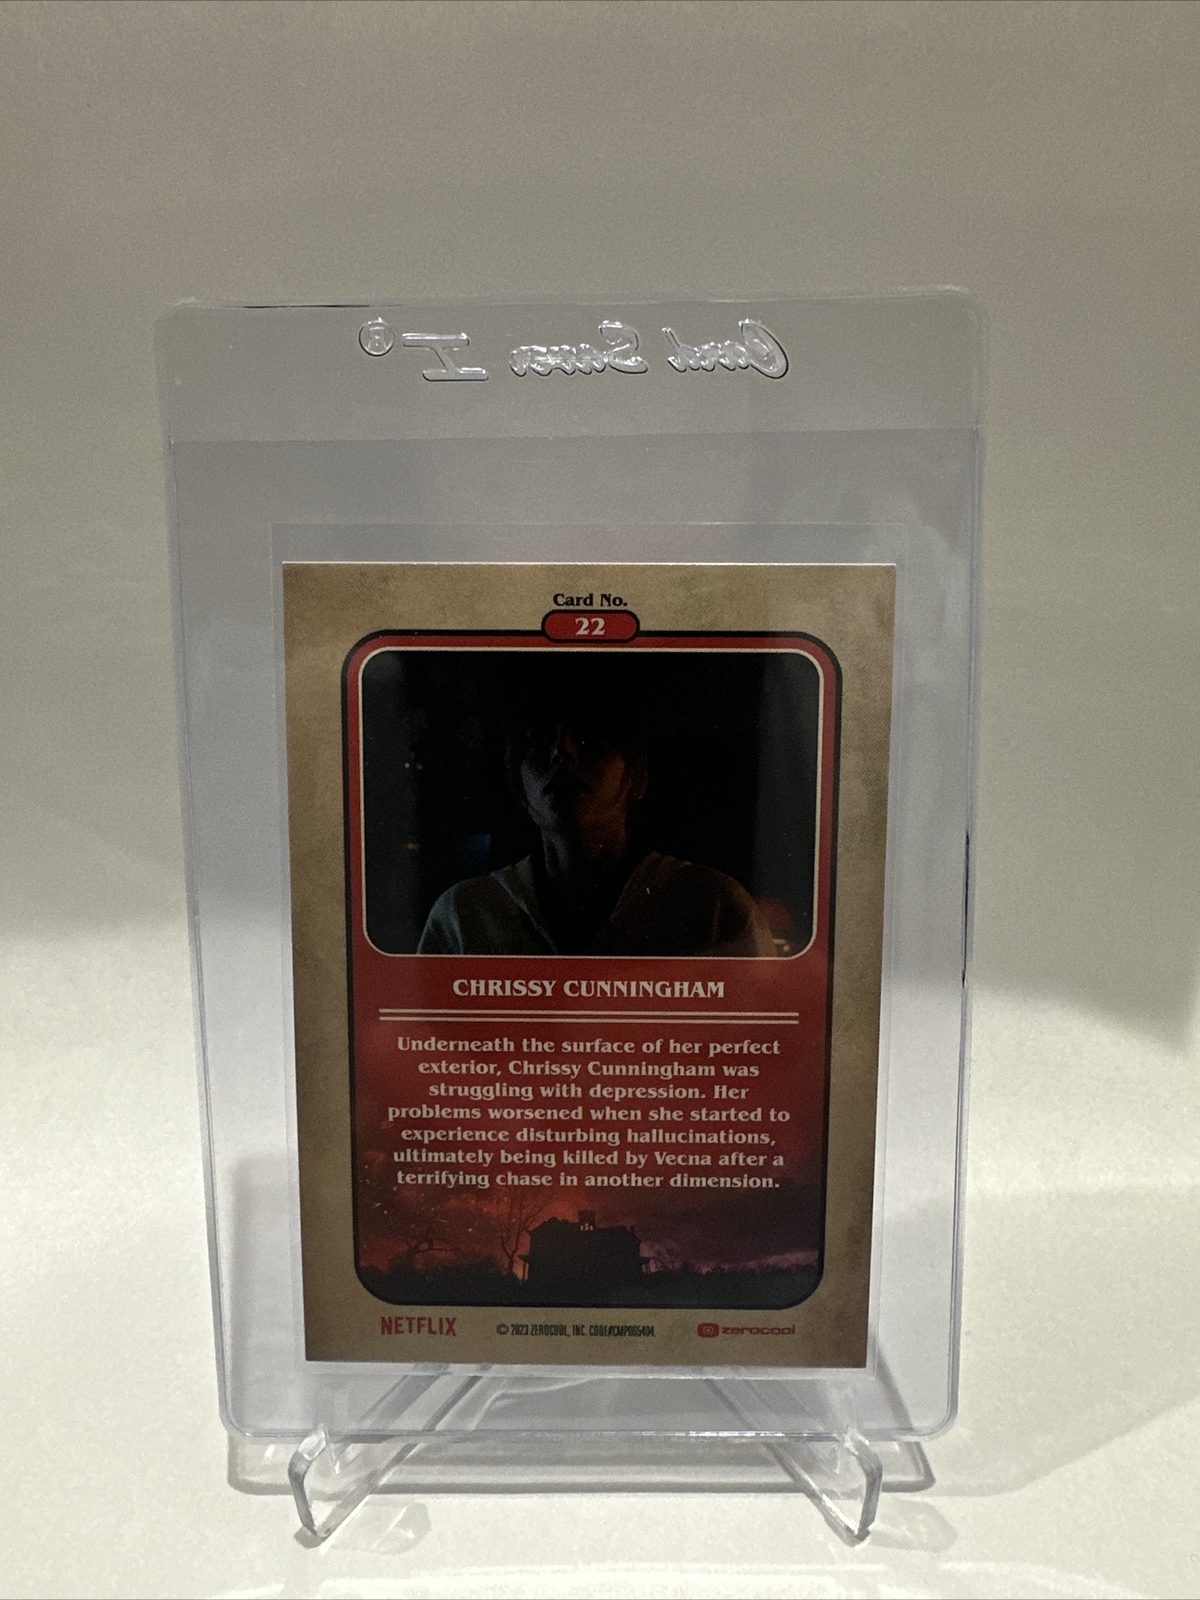 Card Saver I®
Card No.
22
CHRISSY CUNNINGHAM
Underneath the surface of her perfect
exterior, Chrissy Cunningham was
struggling with depression. Her
problems worsened when she started to
experience disturbing hallucinations,
ultimately being killed by Vecna after a
terrifying chase in another dimension.
NETFLIX
© 2023 ZEROCOOL, INC. CODE#CMP065404
zerocool